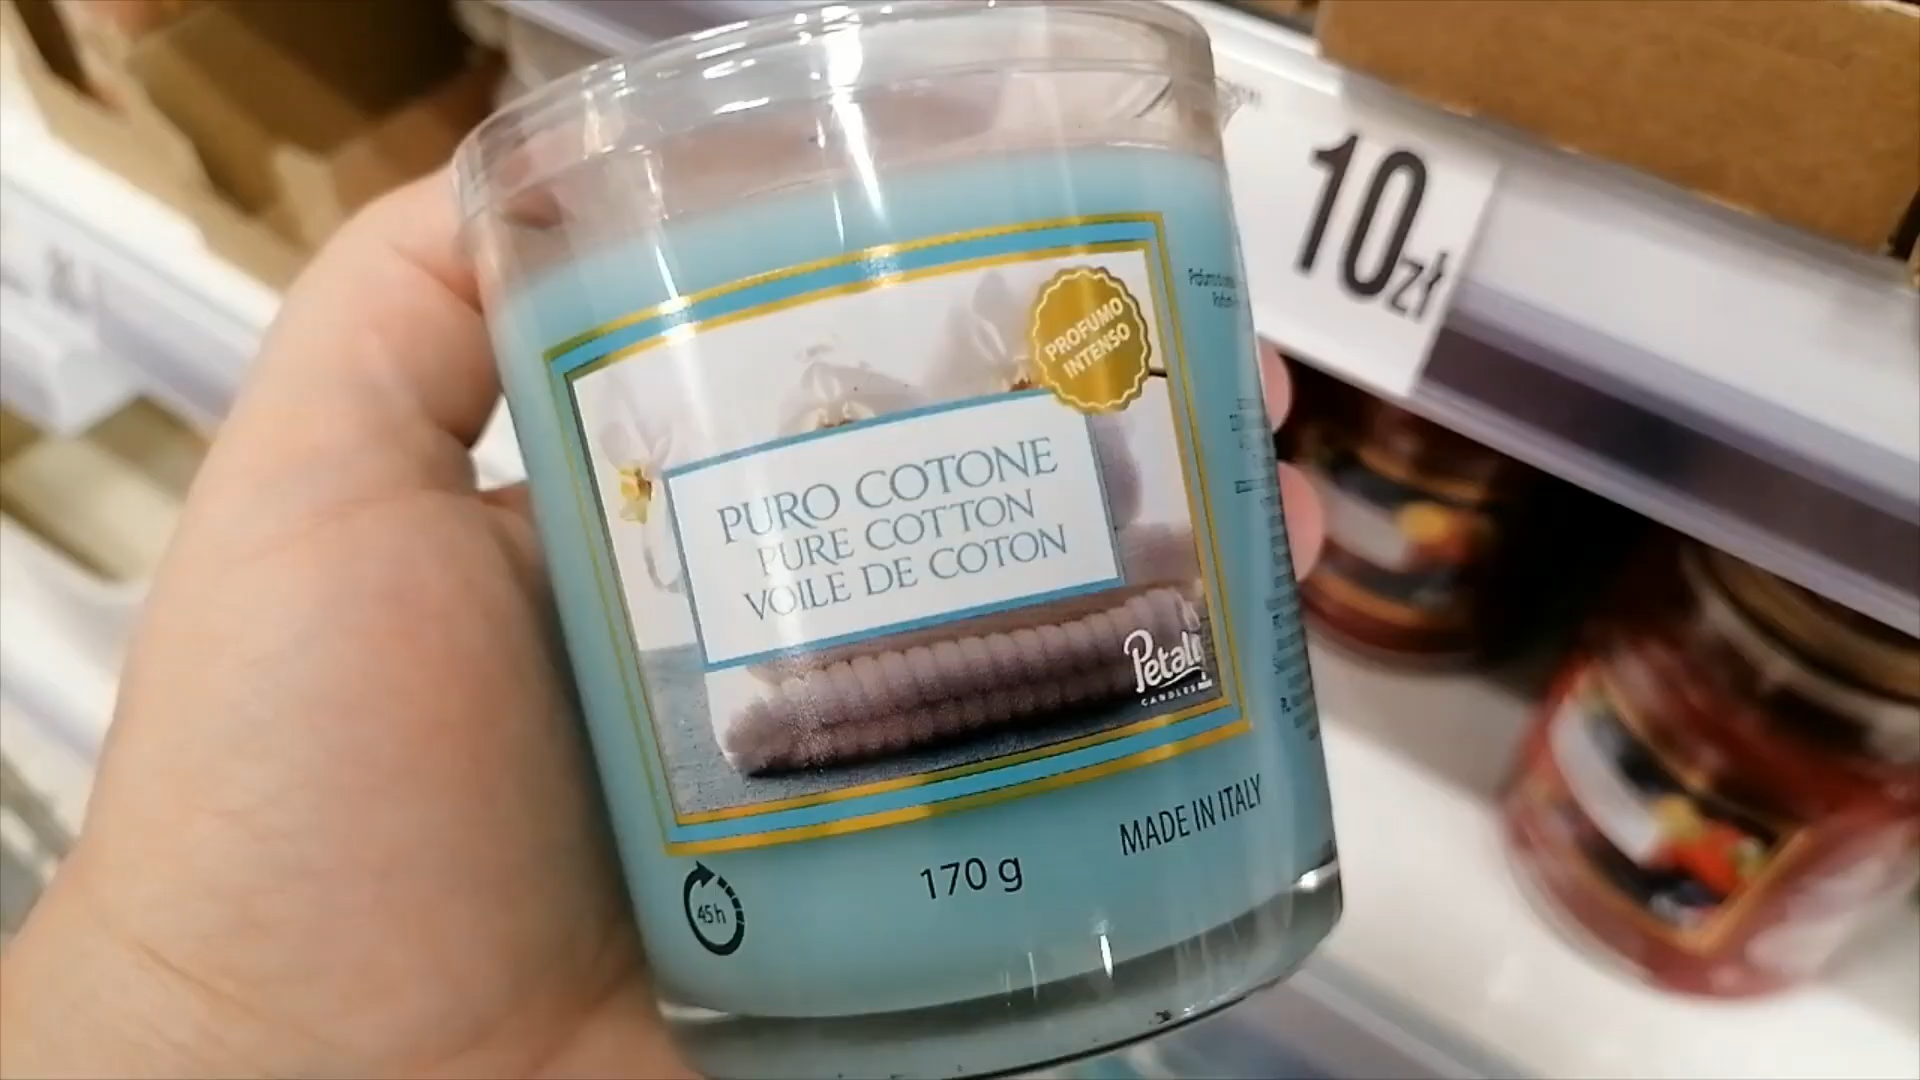 10zł
PROFUMO
INTENSO
PURO COTONE
PURE COTTON
VOILE DE COTON
Petali
CANDLES
MADE IN ITALY
170 g
45h